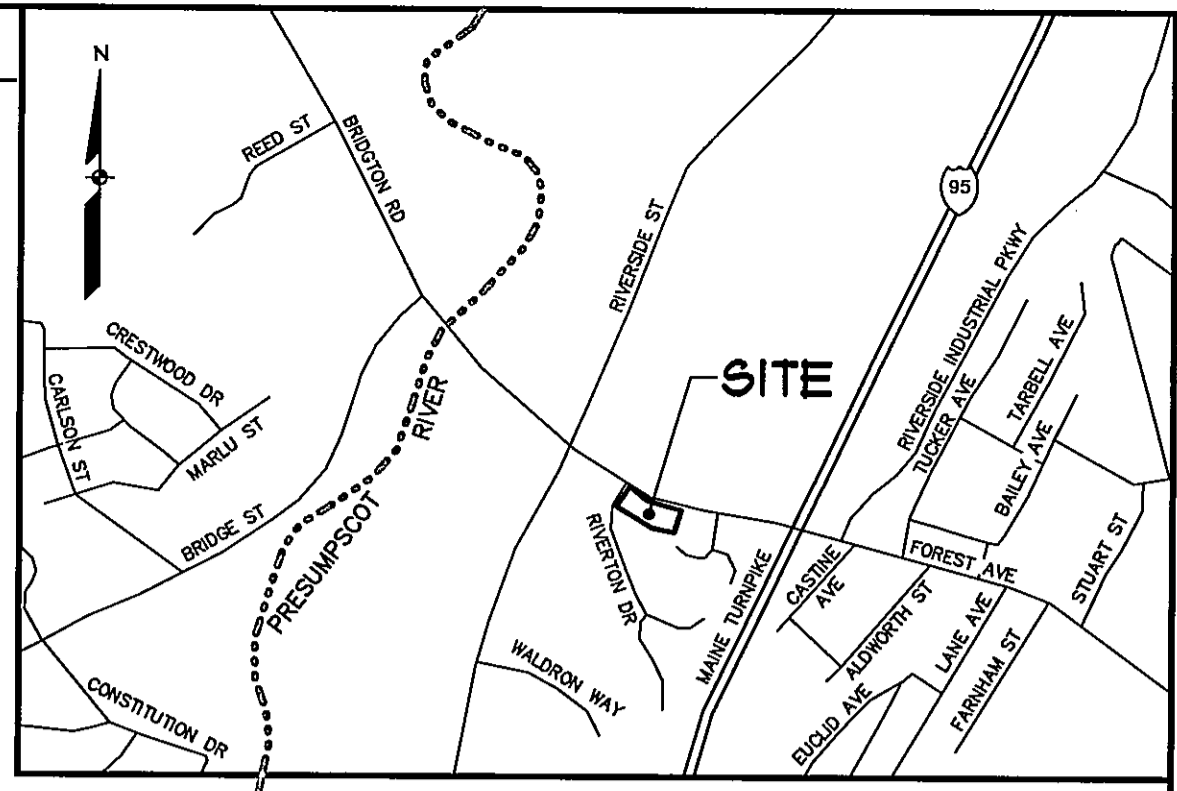 N
REED ST
BRIDGTON RD
RIVERSIDE ST
95
RIVERSIDE INDUSTRIAL PKWY
CRESTWOOD DR
CARLSON ST
MARLU ST
BRIDGE ST
PRESUMPSCOT
RIVER
SITE
TUCKER AVE
TARBELL AVE
BAILEY AVE
RIVERTON DR
FOREST AVE
STUART ST
CASTINE
AVE
ALDWORTH ST
LANE AVE
FARNHAM ST
EUCLID AVE
MAINE TURNPIKE
WALDRON WAY
CONSTITUTION DR